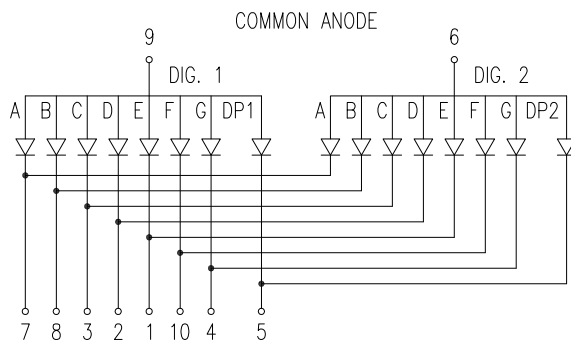 COMMON ANODE
9 6
DIG. 1 DIG. 2
A B C D E F G DP1 A B C D E F G DP2
7 8 3 2 1 10 4 5